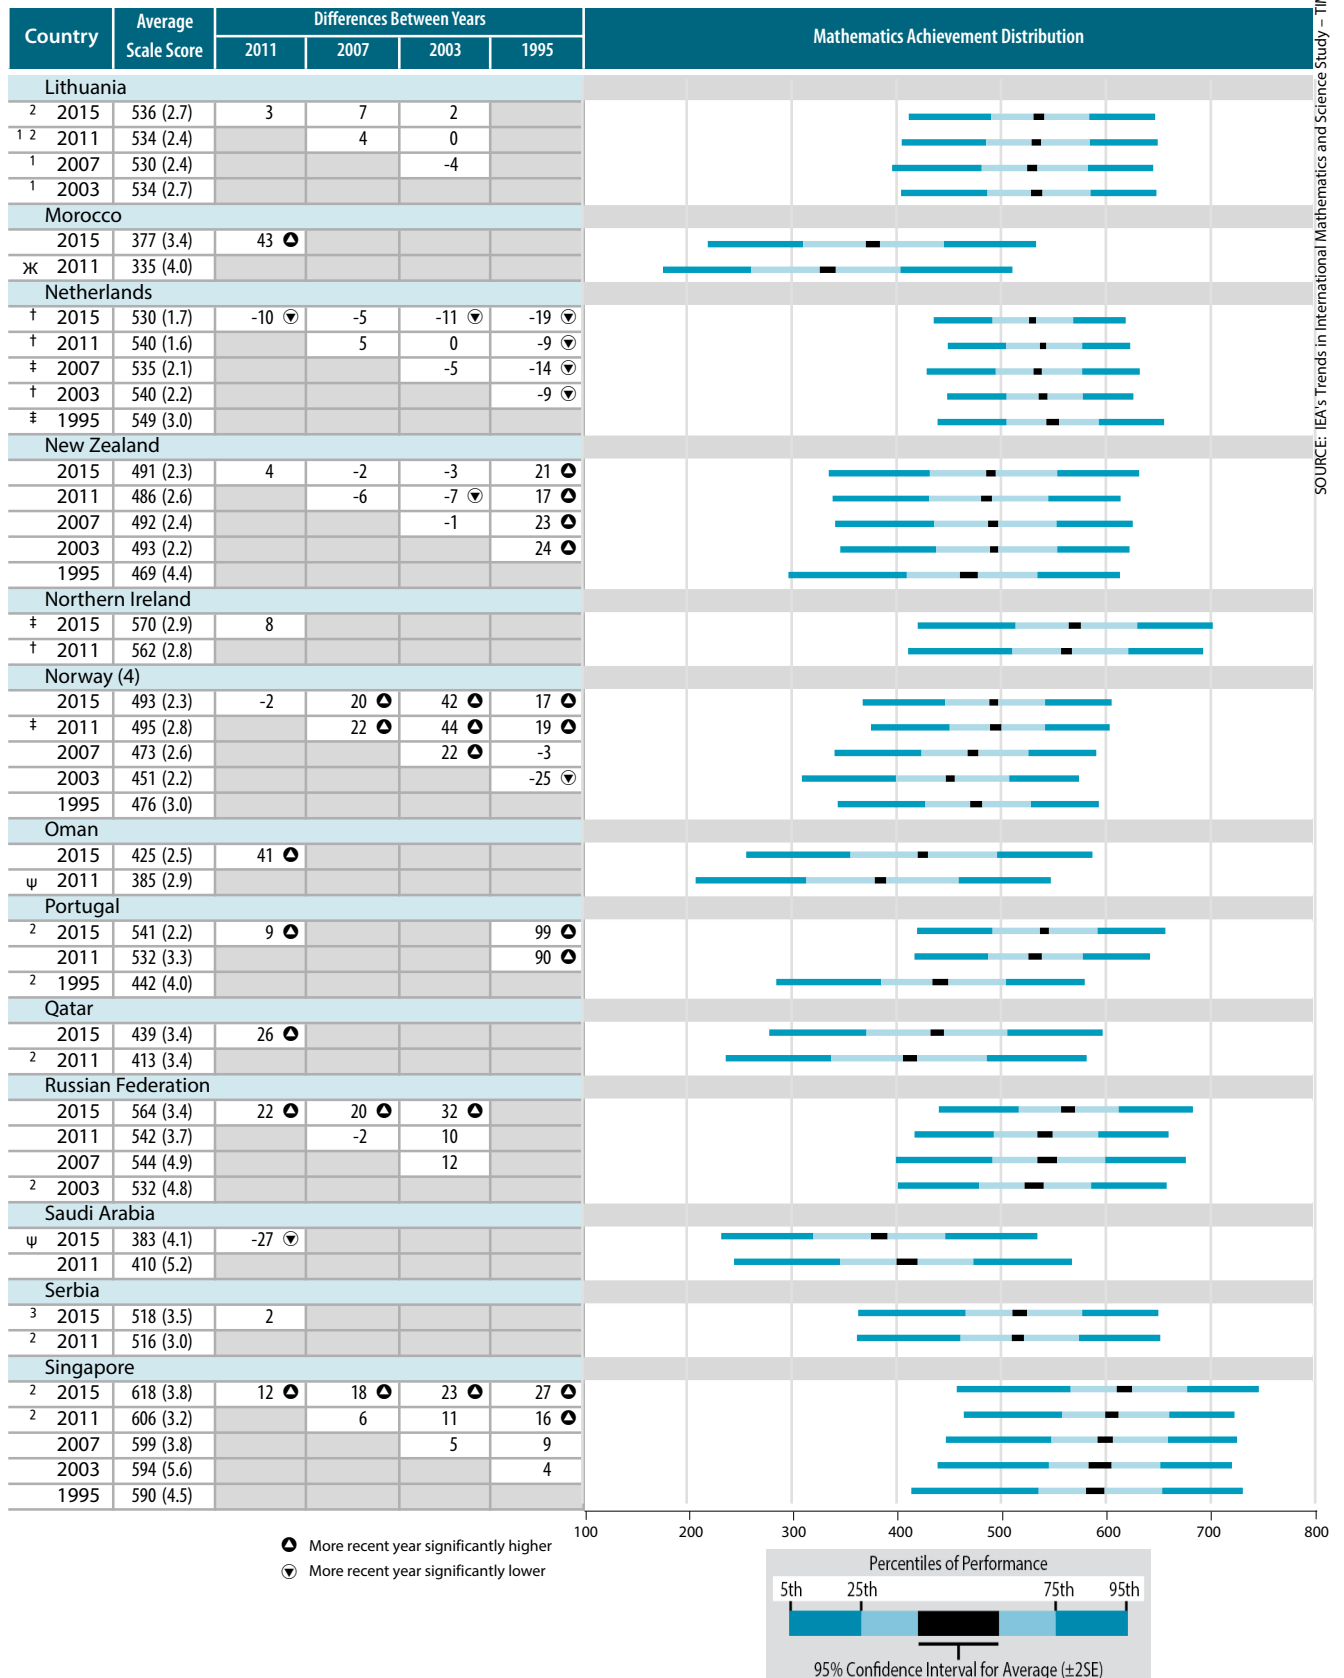 Country Average Scale Score Differences Between Years Mathematics Achievement Distribution
2011 2007 2003 1995
Lithuania
2 2015 536 (2.7) 3 7 2
1 2 2011 534 (2.4) 4 0
1 2007 530 (2.4) -4
1 2003 534 (2.7)
Morocco
2015 377 (3.4) 43
Ж 2011 335 (4.0)
Netherlands
† 2015 530 (1.7) -10 -5 -11 -19
† 2011 540 (1.6) 5 0 -9
‡ 2007 535 (2.1) -5 -14
† 2003 540 (2.2) -9
‡ 1995 549 (3.0)
New Zealand
2015 491 (2.3) 4 -2 -3 21
2011 486 (2.6) -6 -7 17
2007 492 (2.4) -1 23
2003 493 (2.2) 24
1995 469 (4.4)
Northern Ireland
‡ 2015 570 (2.9) 8
† 2011 562 (2.8)
Norway (4)
2015 493 (2.3) -2 20 42 17
‡ 2011 495 (2.8) 22 44 19
2007 473 (2.6) 22 -3
2003 451 (2.2) -25
1995 476 (3.0)
Oman
2015 425 (2.5) 41
ψ 2011 385 (2.9)
Portugal
2 2015 541 (2.2) 9 99
2011 532 (3.3) 90
2 1995 442 (4.0)
Qatar
2015 439 (3.4) 26
2 2011 413 (3.4)
Russian Federation
2015 564 (3.4) 22 20 32
2011 542 (3.7) -2 10
2007 544 (4.9) 12
2 2003 532 (4.8)
Saudi Arabia
ψ 2015 383 (4.1) -27
2011 410 (5.2)
Serbia
3 2015 518 (3.5) 2
2 2011 516 (3.0)
Singapore
2 2015 618 (3.8) 12 18 23 27
2 2011 606 (3.2) 6 11 16
2007 599 (3.8) 5 9
2003 594 (5.6) 4
1995 590 (4.5)
100 200 300 400 500 600 700 800
More recent year significantly higher
More recent year significantly lower
Percentiles of Performance
5th 25th 75th 95th
95% Confidence Interval for Average (±2SE)
SOURCE: IEA's Trends in International Mathematics and Science Study –